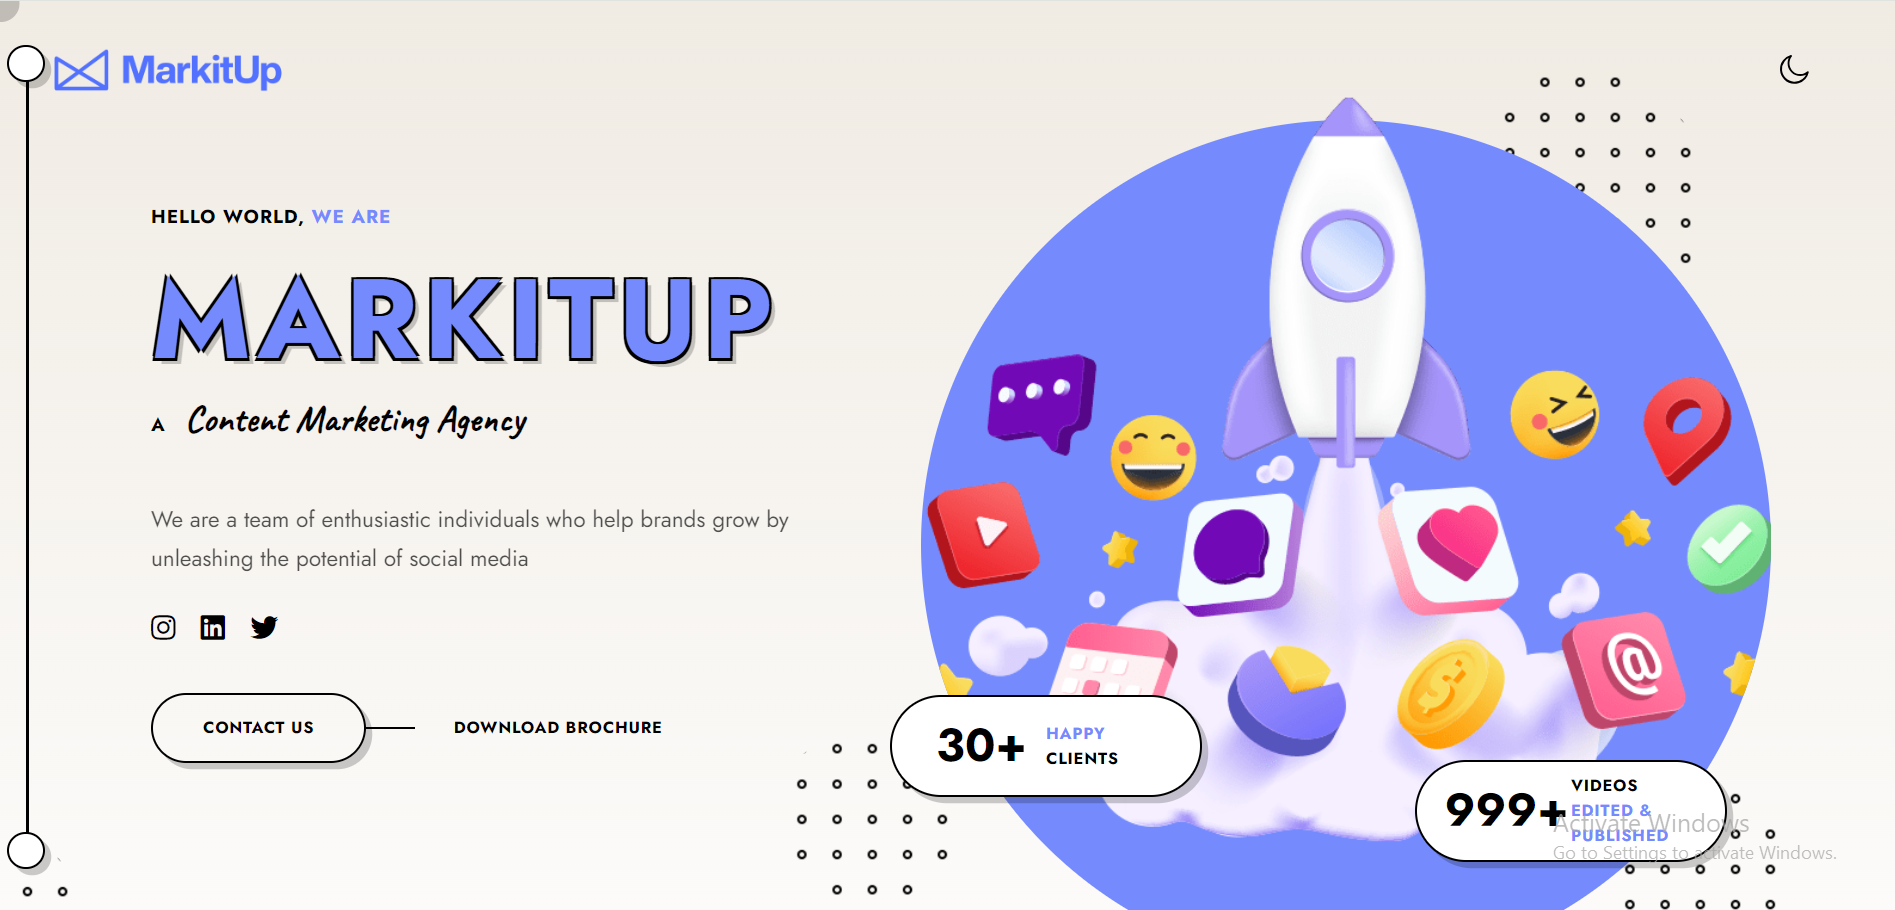 MarkitUp
HELLO WORLD, WE ARE
MARKITUP
A Content Marketing Agency
We are a team of enthusiastic individuals who help brands grow by
unleashing the potential of social media
CONTACT US
DOWNLOAD BROCHURE
30+
HAPPY
CLIENTS
999+
VIDEOS
EDITED &
PUBLISHED
Activate Windows
Go to Settings to activate Windows.